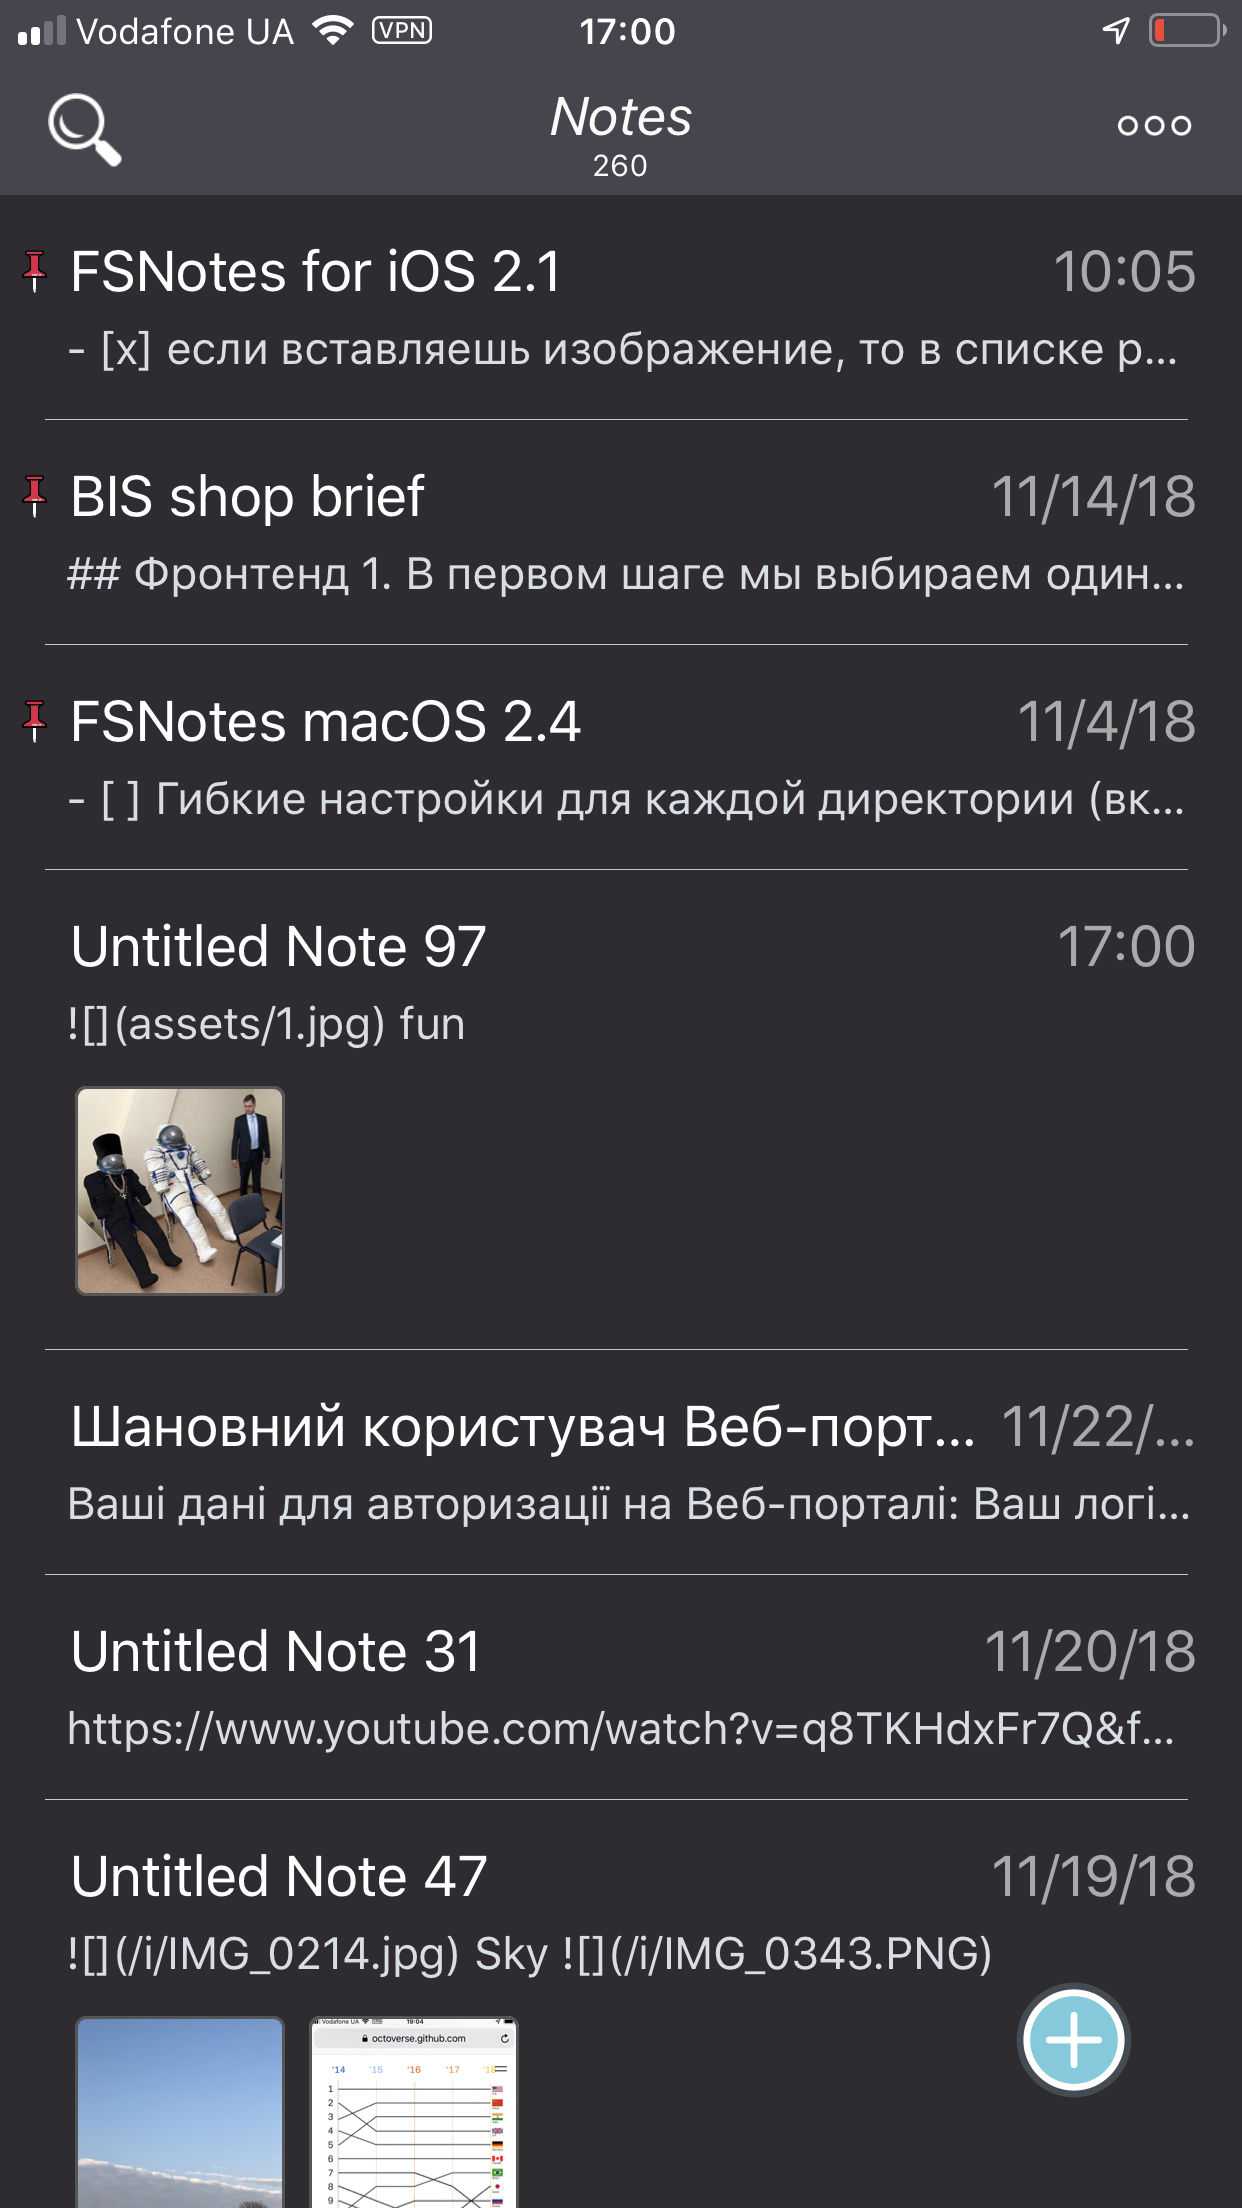 Vodafone UA VPN 17:00
Notes
260
FSNotes for iOS 2.1 10:05
- [x] если вставляешь изображение, то в списке р...
BIS shop brief 11/14/18
## Фронтенд 1. В первом шаге мы выбираем один...
FSNotes macOS 2.4 11/4/18
- [ ] Гибкие настройки для каждой директории (вк...
Untitled Note 97 17:00
![](assets/1.jpg) fun
Шановний користувач Веб-порт... 11/22/...
Ваші дані для авторизації на Веб-порталі: Ваш логі...
Untitled Note 31 11/20/18
https://www.youtube.com/watch?v=q8TKHdxFr7Q&f...
Untitled Note 47 11/19/18
![](/i/IMG_0214.jpg) Sky ![](/i/IMG_0343.PNG)
Vodafone UA 19:04
octoverse.github.com
'14 '15 '16 '17 '18
1
2
3
4
5
6
7
8
9